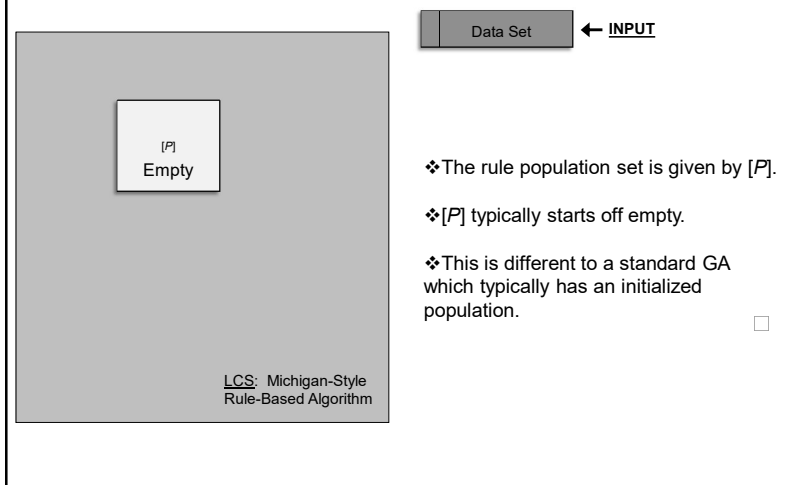 Data Set
INPUT
[P]
Empty
❖The rule population set is given by [P].
❖[P] typically starts off empty.
❖This is different to a standard GA
which typically has an initialized
population.
LCS:  Michigan-Style
Rule-Based Algorithm